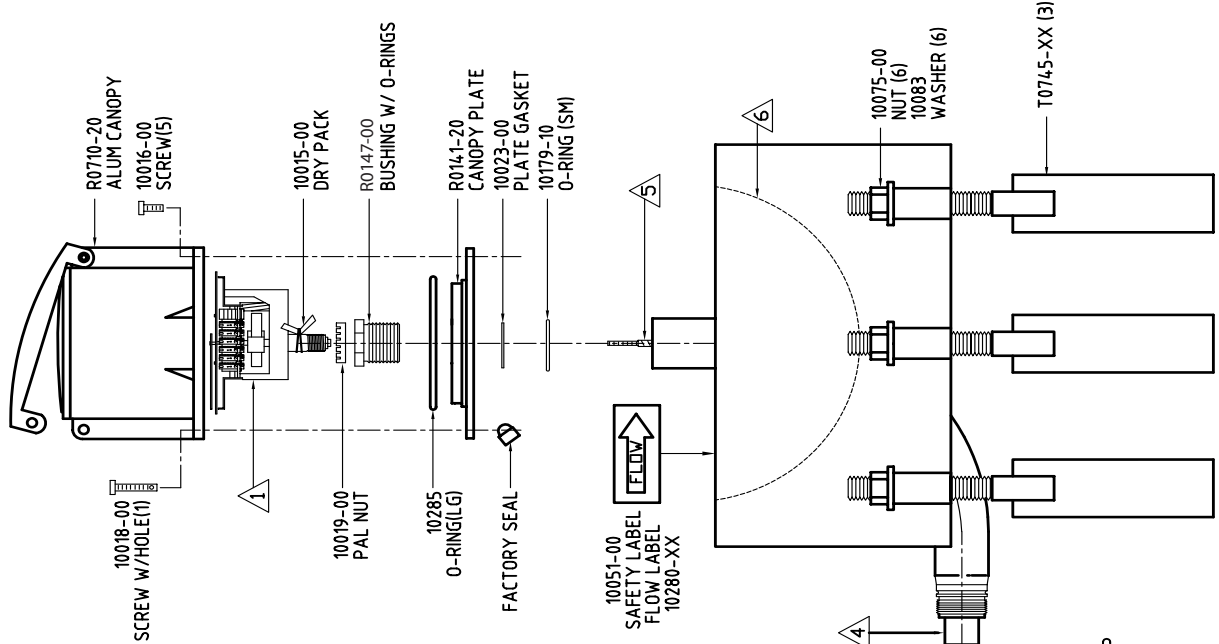 R0710-20
ALUM CANOPY
10016-00
SCREW(5)
10018-00
SCREW W/HOLE(1)
1
10015-00
DRY PACK
R0147-00
BUSHING W/ O-RINGS
10019-00
PAL NUT
10285
O-RING(LG)
R0141-20
CANOPY PLATE
10023-00
PLATE GASKET
10179-10
O-RING (SM)
FACTORY SEAL
5
FLOW
10051-00
SAFETY LABEL
FLOW LABEL
10280-XX
6
10075-00
NUT (6)
10083
WASHER (6)
T0745-XX (3)
4